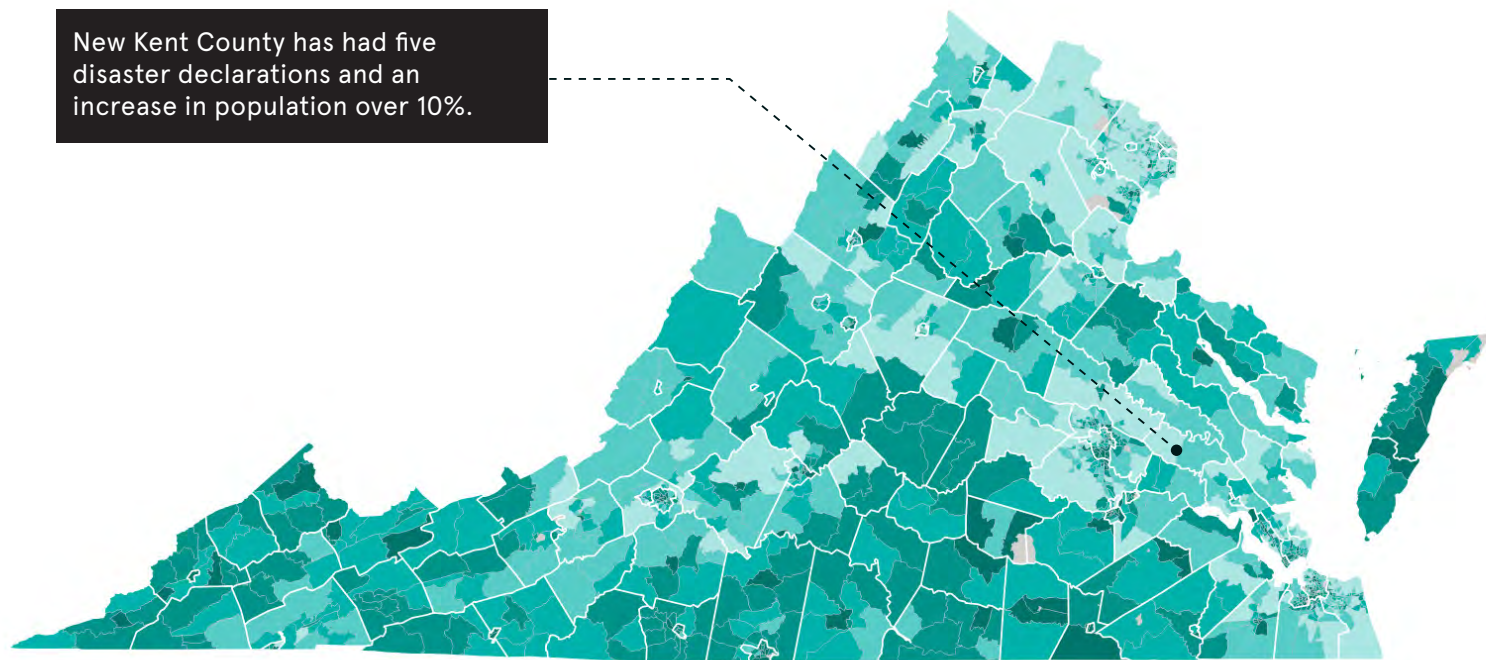 New Kent County has had five
disaster declarations and an
increase in population over 10%.